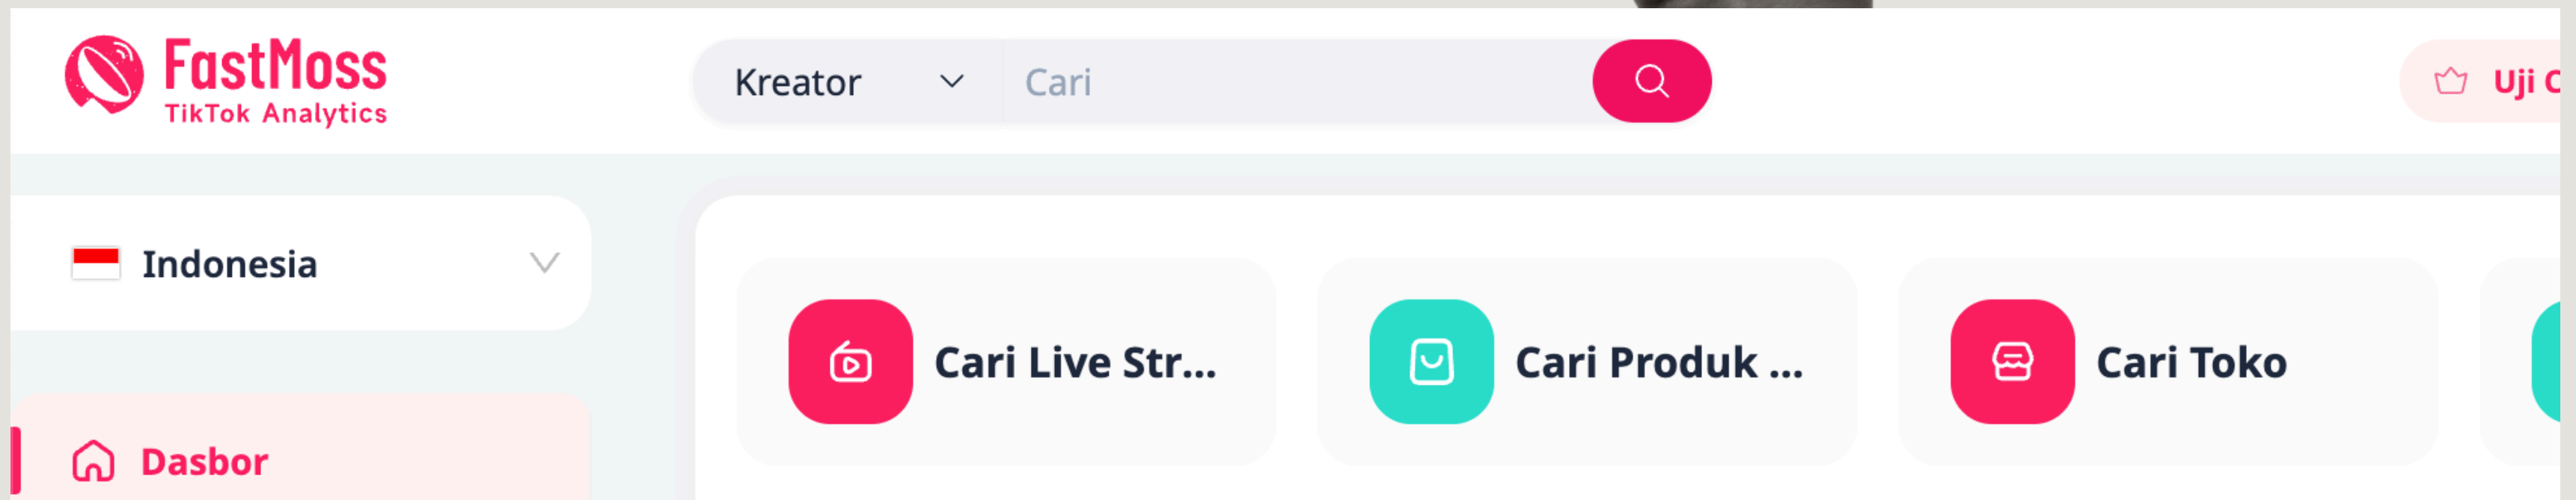 FastMoss
TikTok Analytics
Kreator
Cari
Uji
Indonesia
Cari Live Str...
Cari Produk ...
Cari Toko
Dasbor